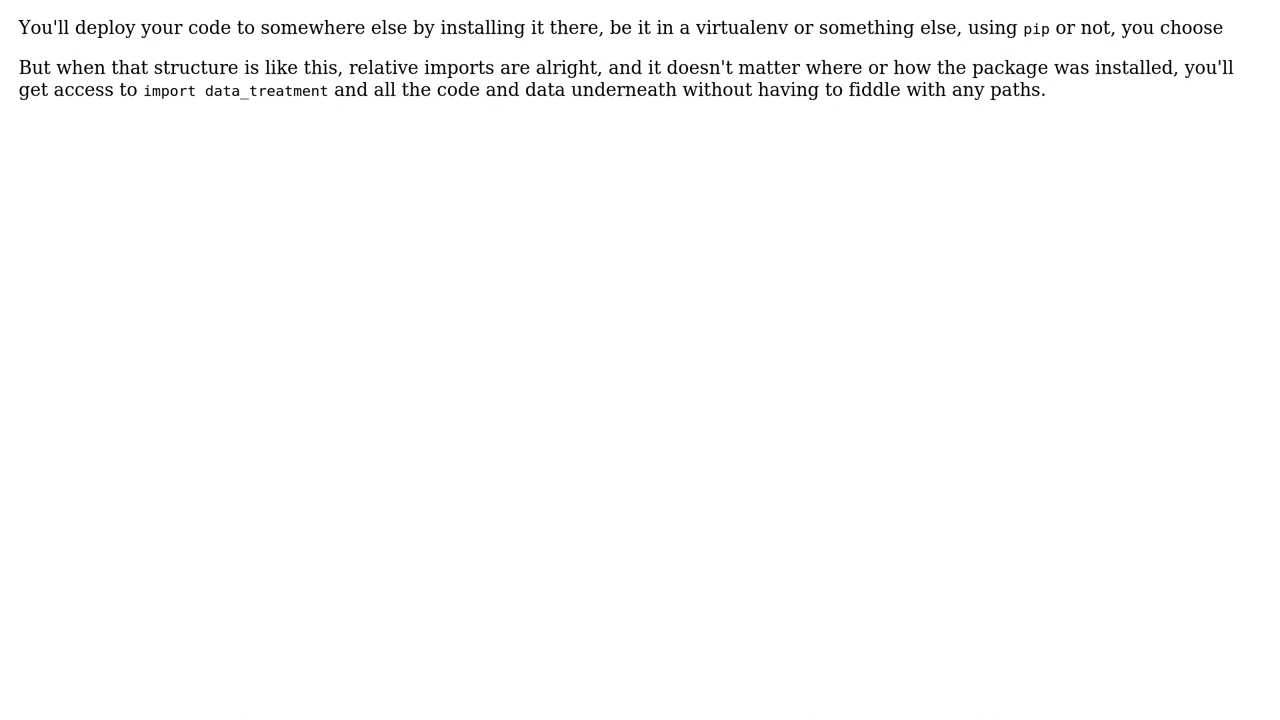 You'll deploy your code to somewhere else by installing it there, be it in a virtualenv or something else, using pip or not, you choose
But when that structure is like this, relative imports are alright, and it doesn't matter where or how the package was installed, you'll
get access to import data_treatment and all the code and data underneath without having to fiddle with any paths.